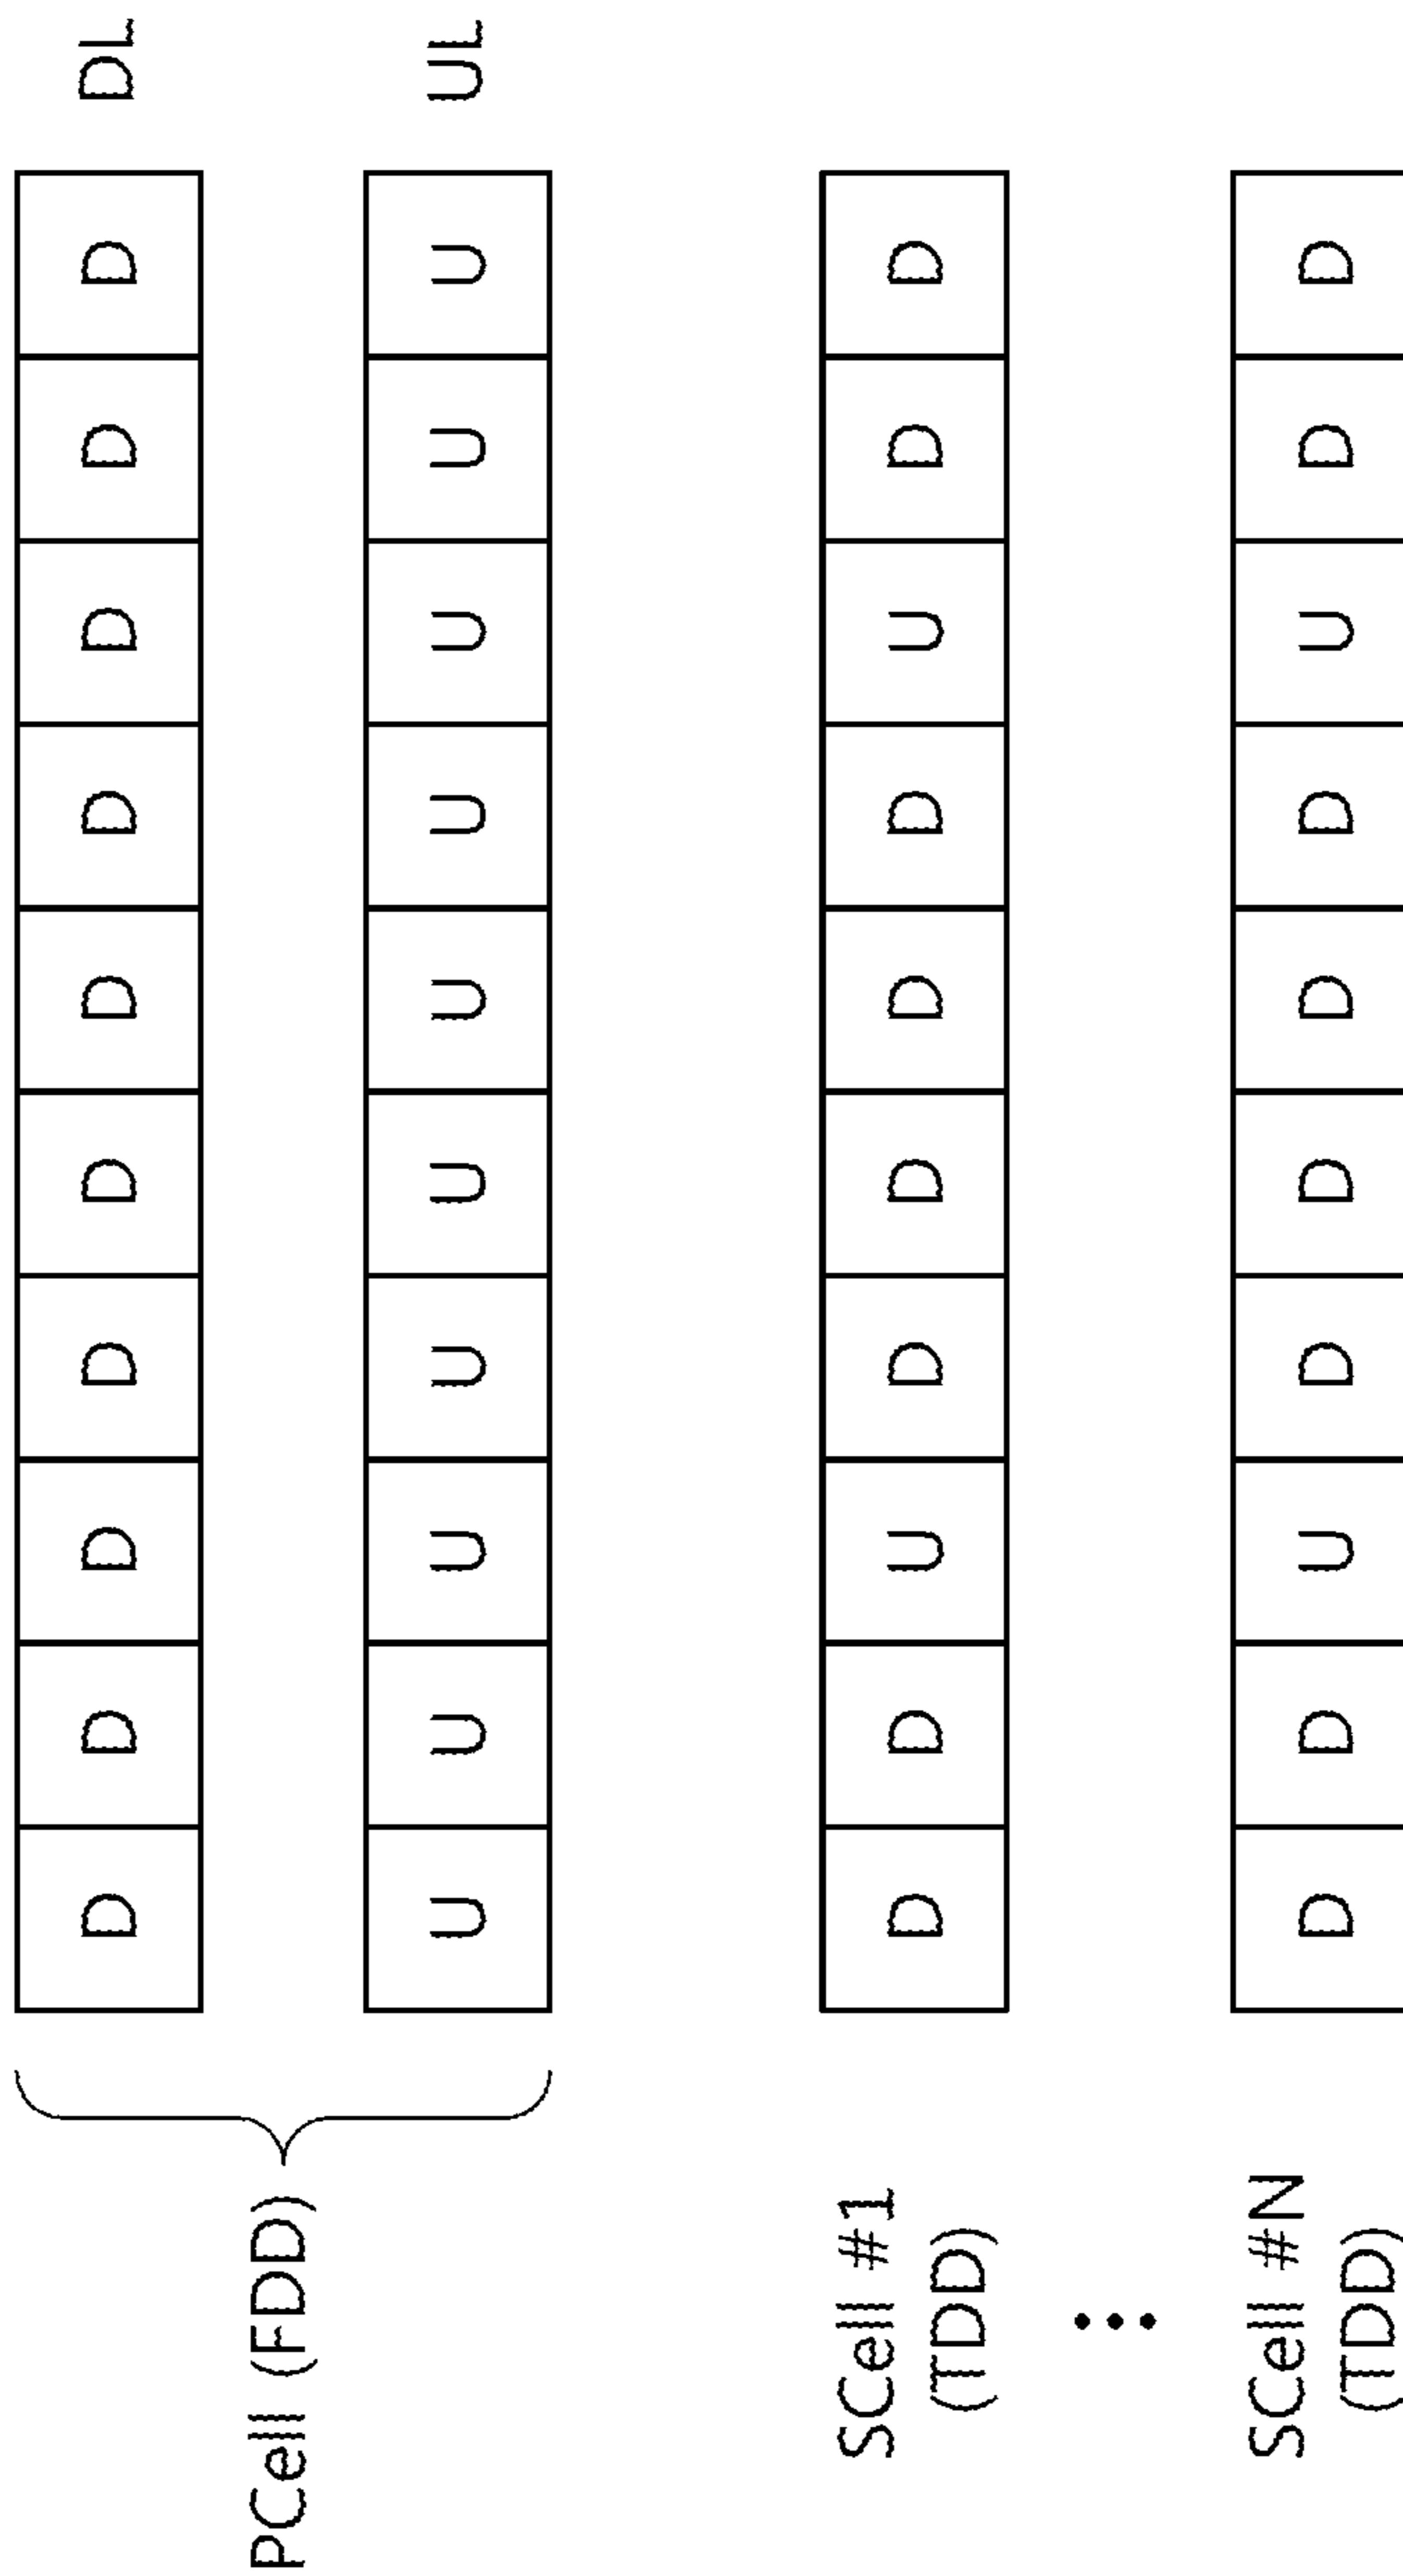 D D D D D D D D D D DL
PCell (FDD)
U U U U U U U U U U UL
SCell #1
(TDD)
D D U D D D D U D D
SCell #N
(TDD)
D D U D D D D U D D